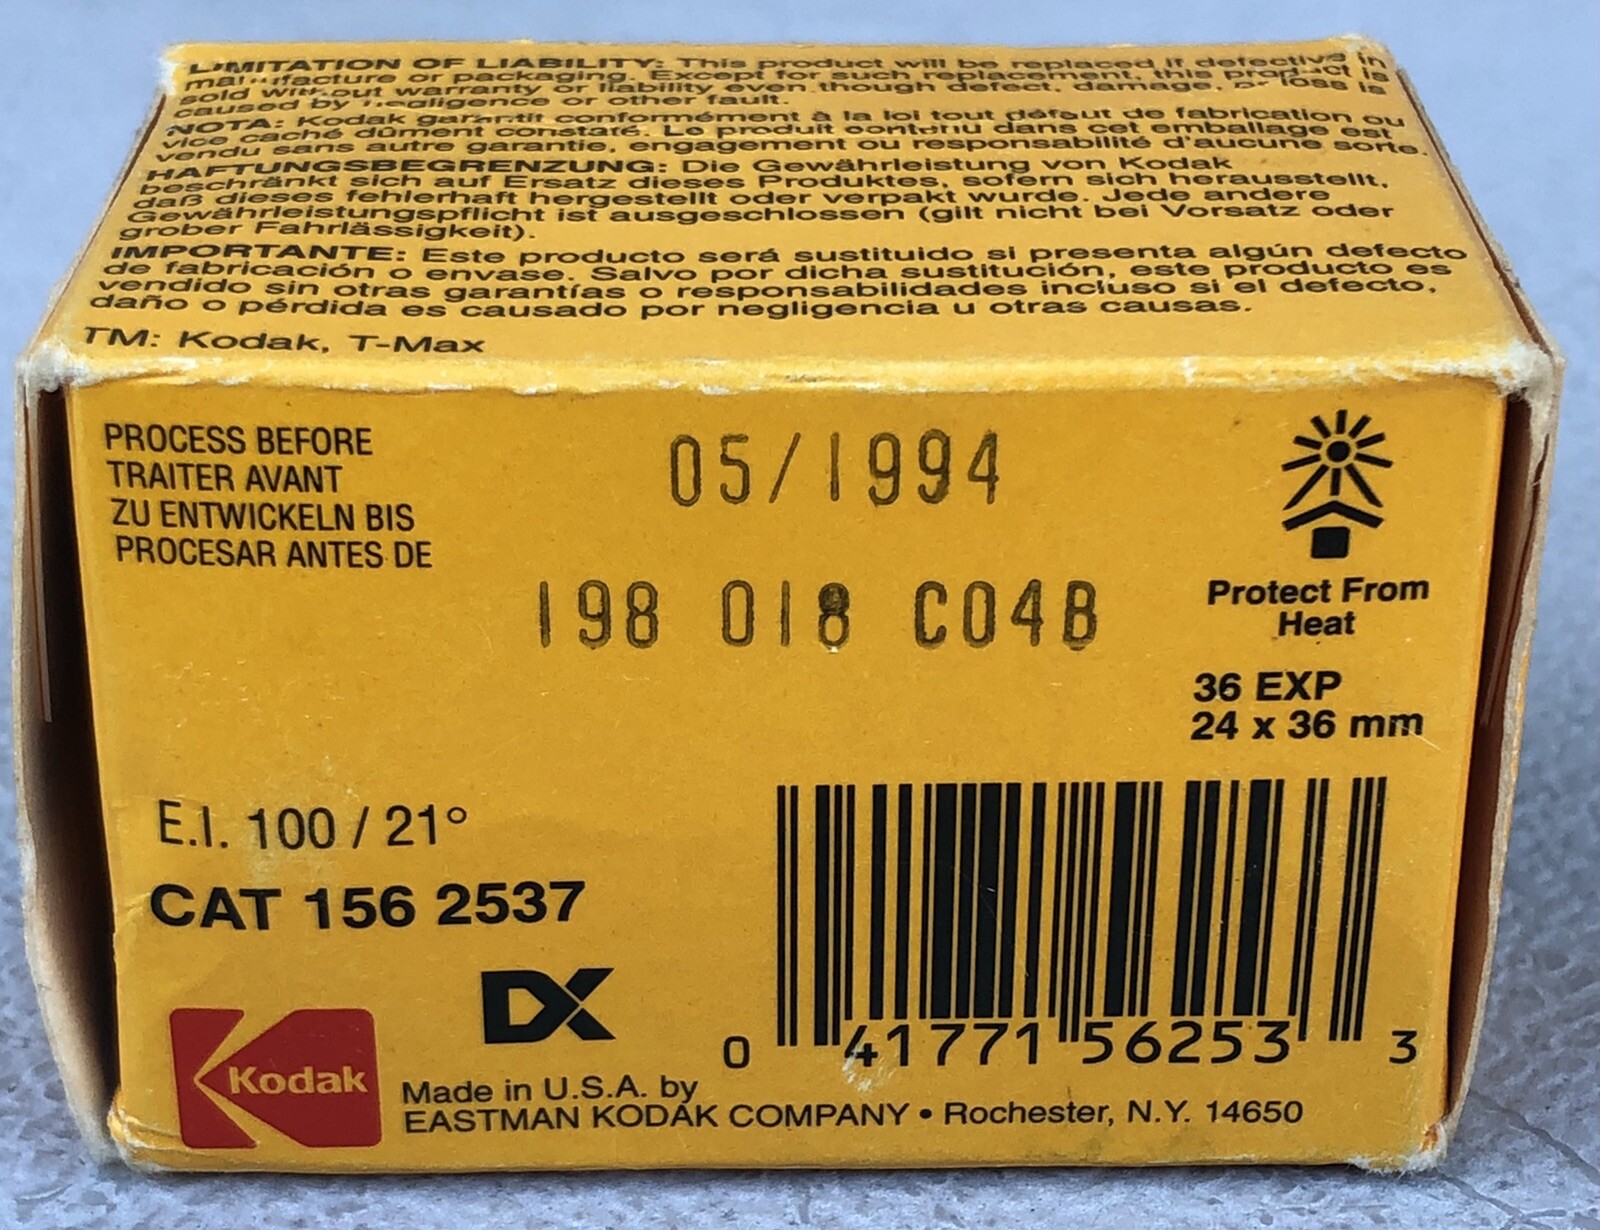 LIMITATION OF LIABILITY: This product will be replaced if defective in
manufacture or packaging. Except for such replacement, this product is
sold without warranty or liability even though defect, damage, or loss is
caused by negligence or other fault.
NOTA: Kodak garantit conformément à la loi tout défaut de fabrication ou
vice caché dûment constaté. Le produit contenu dans cet emballage est
vendu sans autre garantie, engagement ou responsabilité d'aucune sorte.
HAFTUNGSBEGRENZUNG: Die Gewährleistung von Kodak
beschränkt sich auf Ersatz dieses Produktes, sofern sich herausstellt,
daß dieses fehlerhaft hergestellt oder verpakt wurde. Jede andere
Gewährleistungspflicht ist ausgeschlossen (gilt nicht bei Vorsatz oder
grober Fahrlässigkeit).
IMPORTANTE: Este producto será sustituido si presenta algún defecto
de fabricación o envase. Salvo por dicha sustitución, este producto es
vendido sin otras garantías o responsabilidades incluso si el defecto,
daño o pérdida es causado por negligencia u otras causas.
TM: Kodak, T-Max
PROCESS BEFORE
TRAITER AVANT
ZU ENTWICKELN BIS
PROCESAR ANTES DE
05/1994
198 018 C04B
Protect From
Heat
36 EXP
24 x 36 mm
E.I. 100 / 21°
CAT 156 2537
DX
Kodak
0 41771 56253 3
Made in U.S.A. by
EASTMAN KODAK COMPANY • Rochester, N.Y. 14650